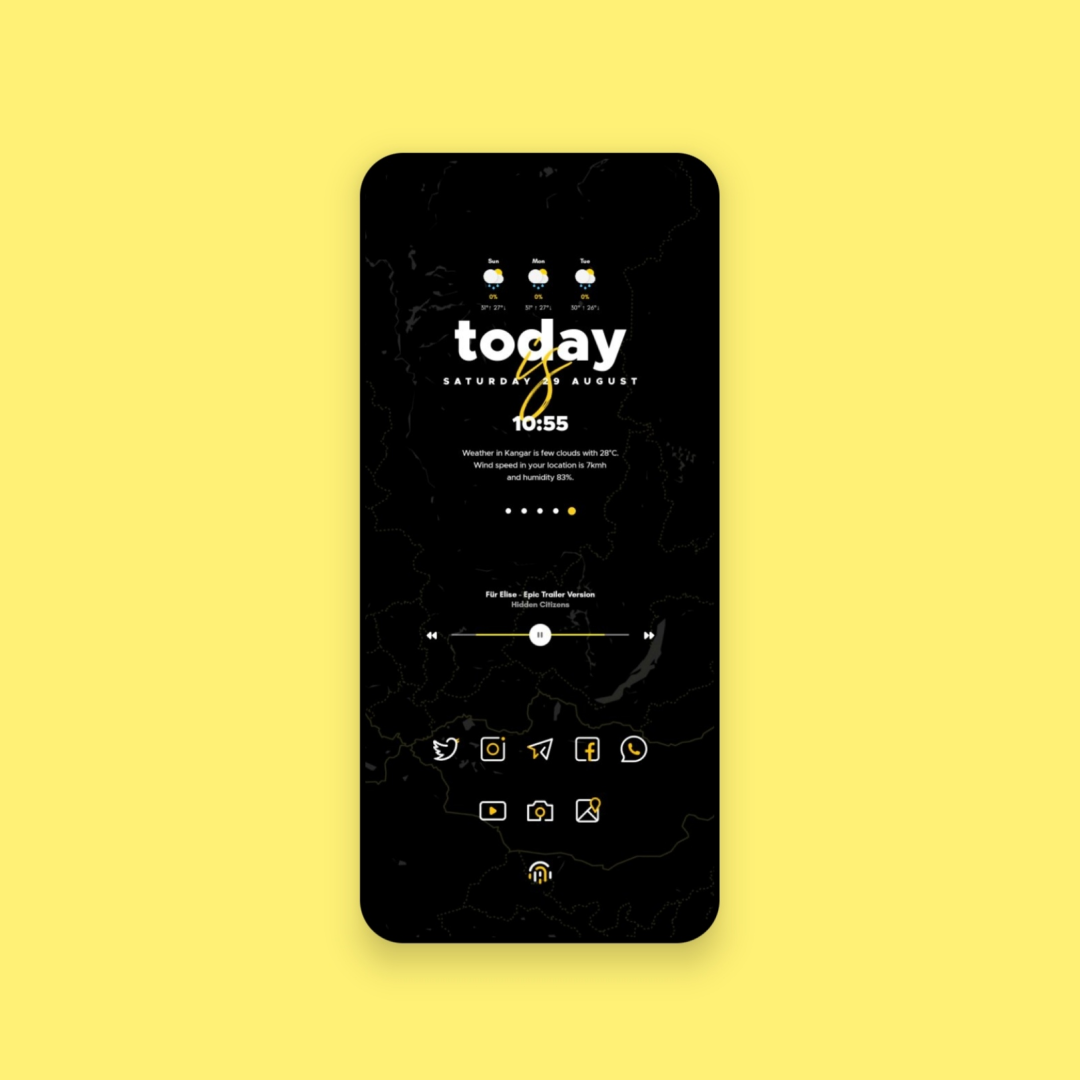 Sun Mon Tue
0% 0% 0%
31°↑ 27°↓ 31°↑ 27°↓ 30°↑ 26°↓
today
is
SATURDAY 29 AUGUST
10:55
Weather in Kangar is few clouds with 28°C.
Wind speed in your location is 7kmh
and humidity 83%.
Für Elise - Epic Trailer Version
Hidden Citizens